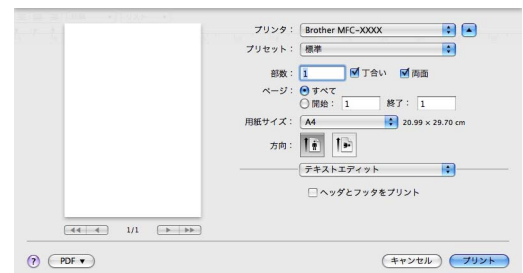 プリンタ： Brother MFC-XXXX
プリセット： 標準
部数： 1 丁合い 両面
ページ： すべて
開始： 1 終了： 1
用紙サイズ： A4 20.99 × 29.70 cm
方向：
テキストエディット
ヘッダとフッタをプリント
1/1
? PDF ▼ キャンセル プリント